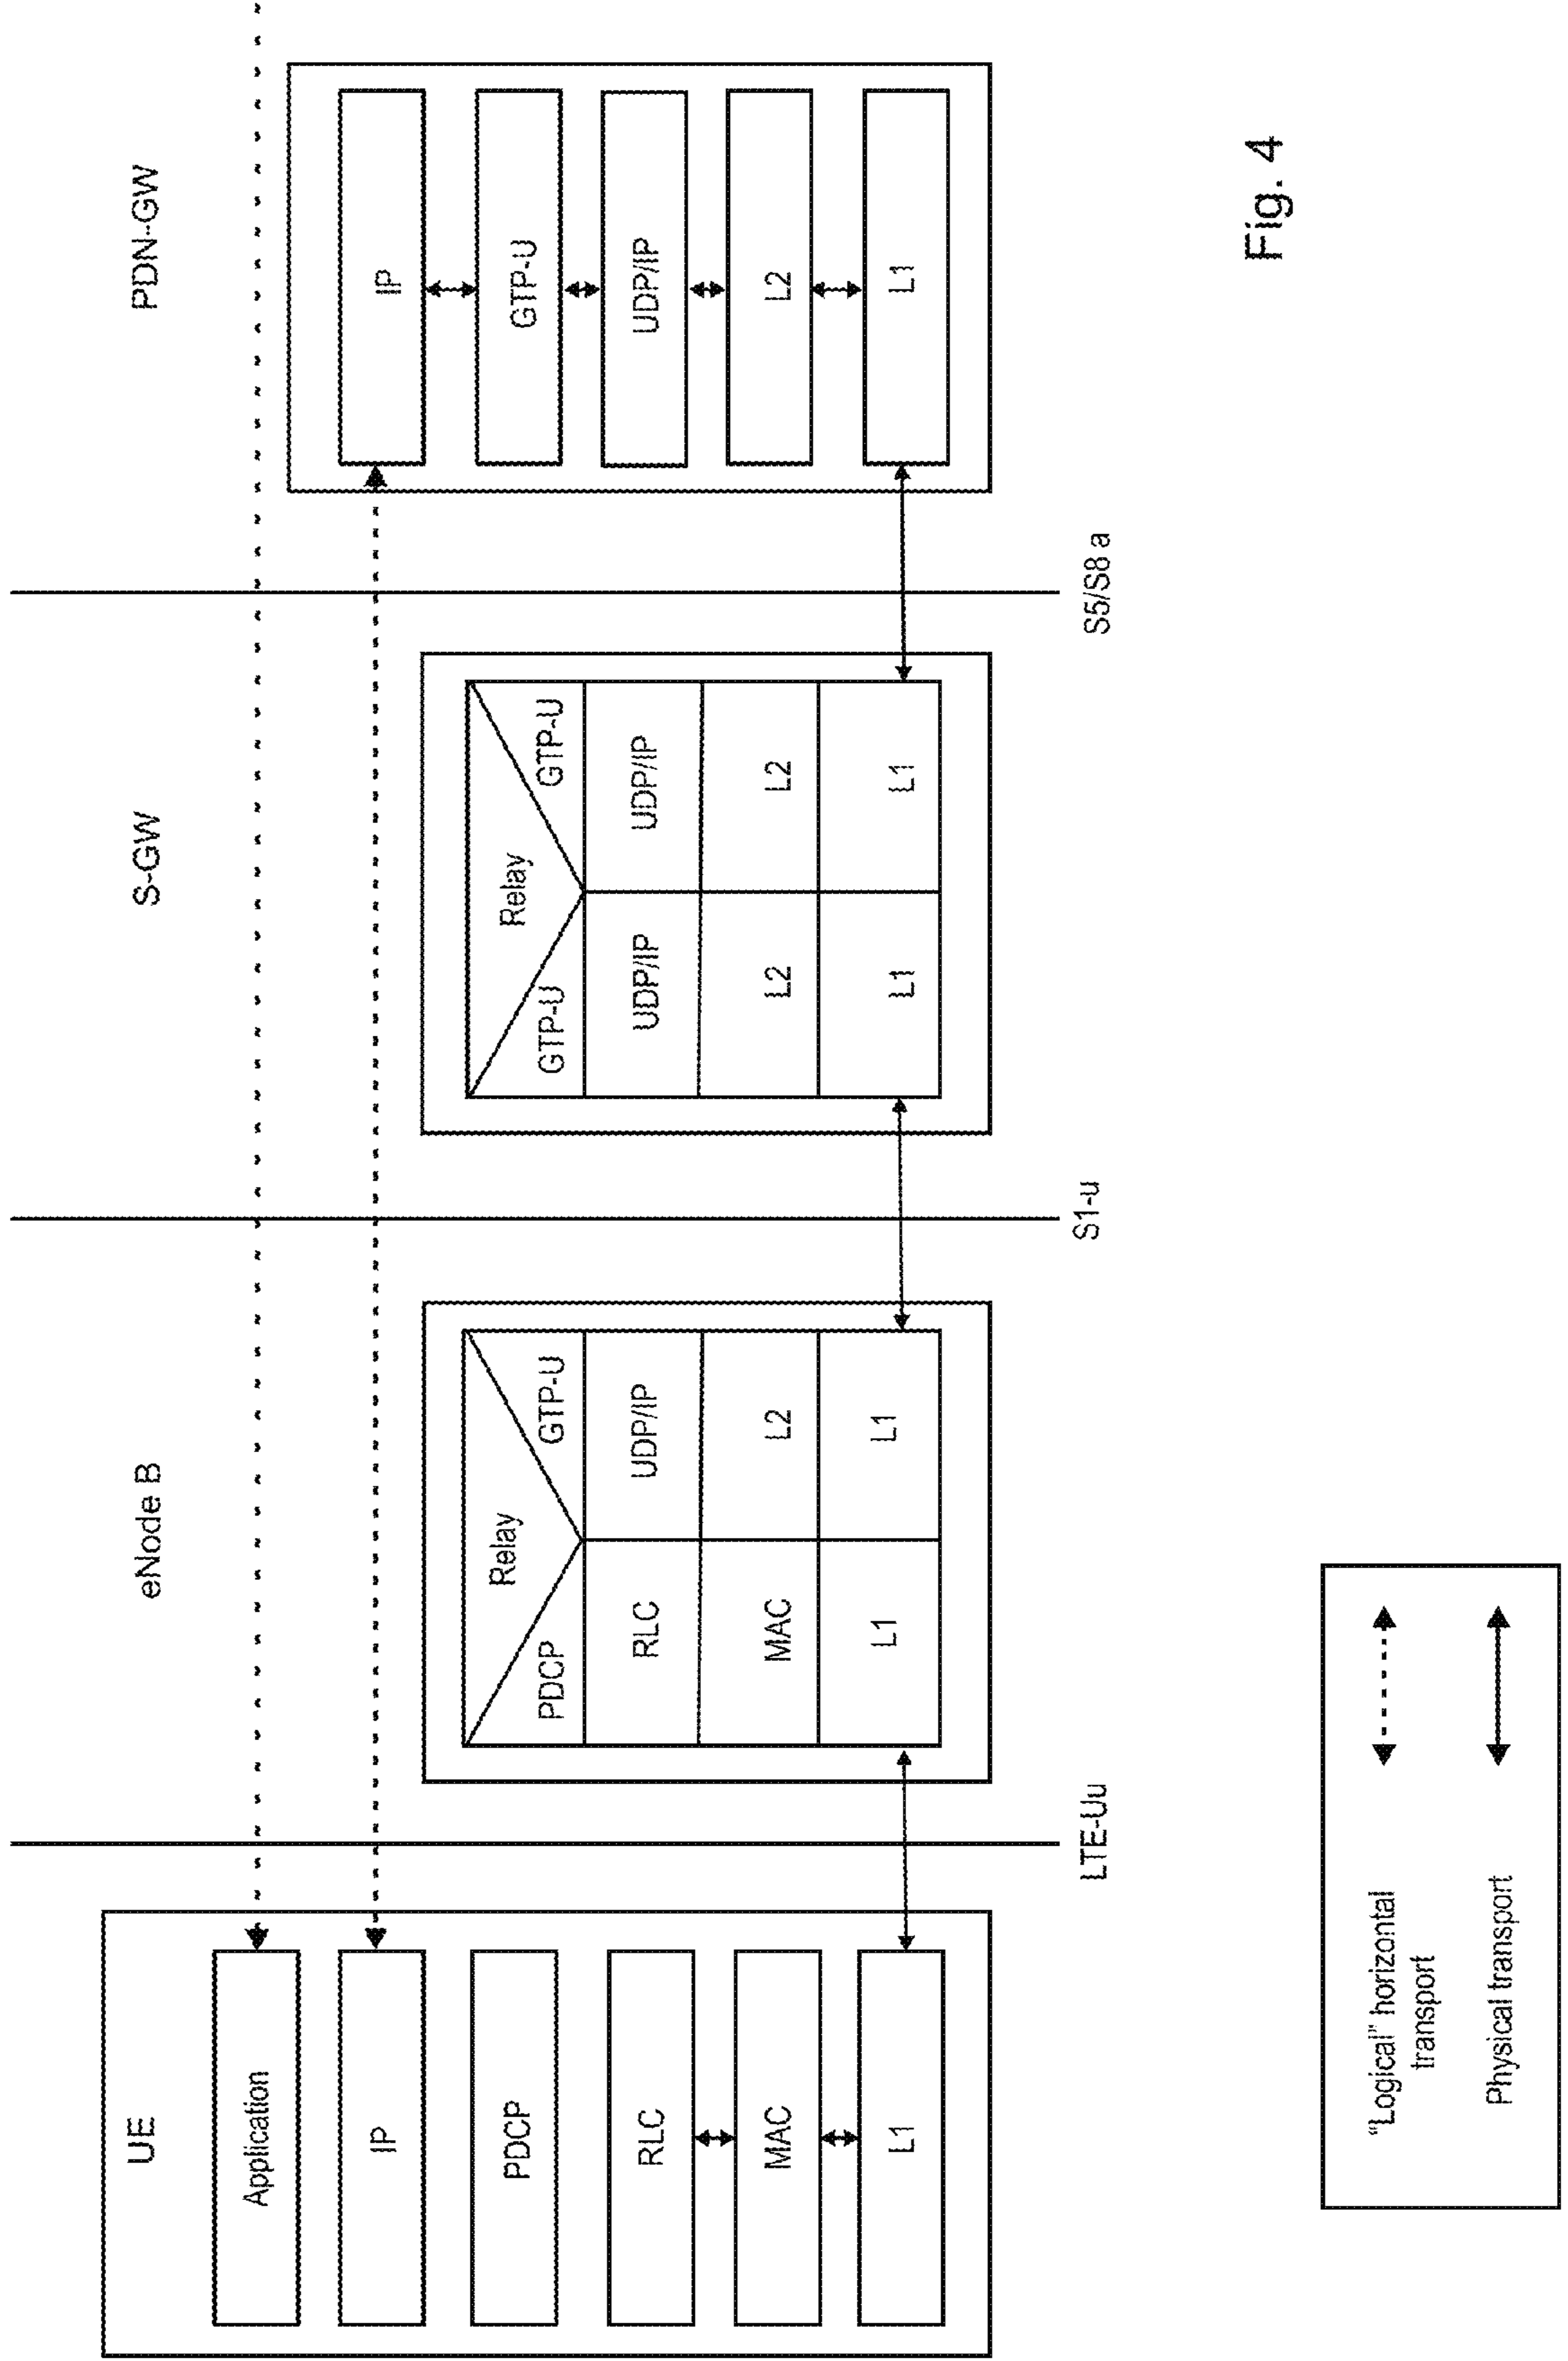 UE
eNode B
S-GW
PDN-GW
Application
IP
PDCP
RLC
MAC
L1
Relay
PDCP
GTP-U
RLC
UDP/IP
MAC
L2
L1
L1
Relay
GTP-U
GTP-U
UDP/IP
UDP/IP
L2
L2
L1
L1
IP
GTP-U
UDP/IP
L2
L1
LTE-Uu
S1-u
S5/S8 a
"Logical" horizontal
transport
Physical transport
Fig. 4